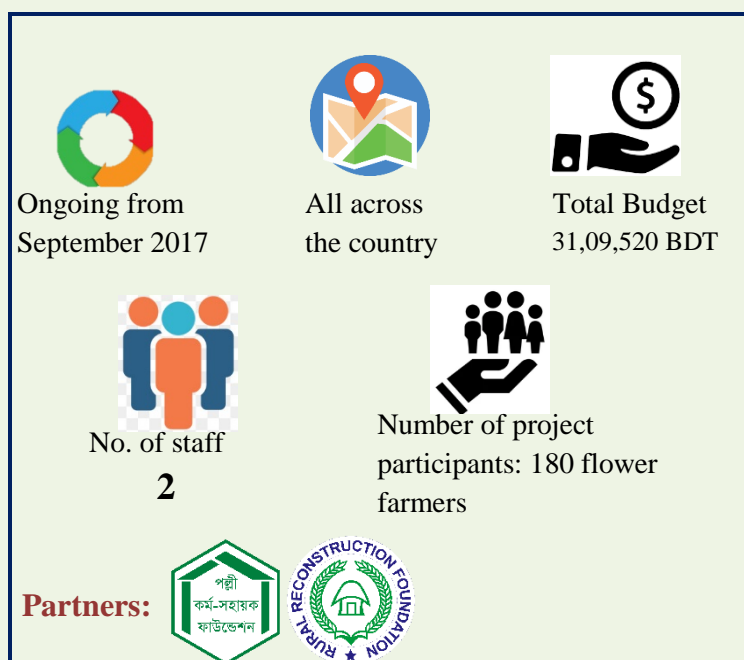 $
Ongoing from
September 2017
All across
the country
Total Budget
31,09,520 BDT
No. of staff
2
Number of project
participants: 180 flower
farmers
Partners:
পল্লী
কর্ম-সহায়ক
ফাউন্ডেশন
RURAL RECONSTRUCTION FOUNDATION